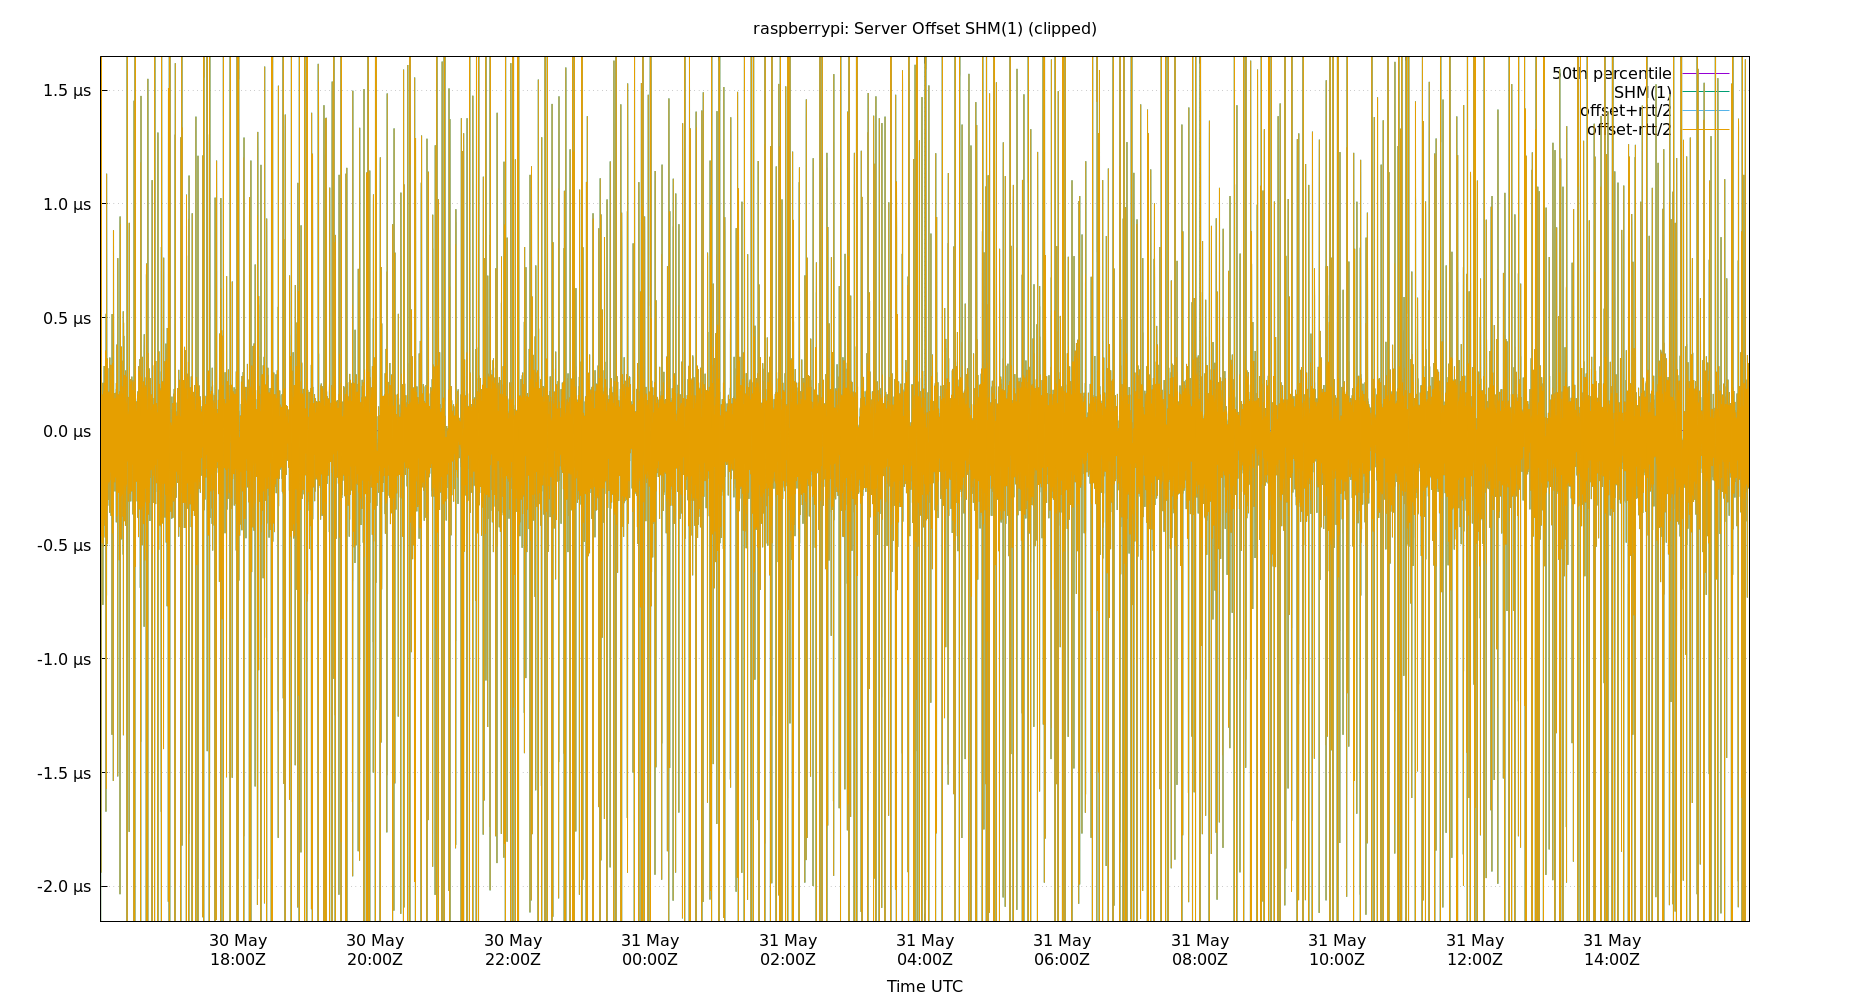 raspberrypi: Server Offset SHM(1) (clipped)
50th percentile
SHM(1)
offset+rtt/2
offset-rtt/2
1.5 µs
1.0 µs
0.5 µs
0.0 µs
-0.5 µs
-1.0 µs
-1.5 µs
-2.0 µs
30 May 30 May 30 May 31 May 31 May 31 May 31 May 31 May 31 May 31 May 31 May
18:00Z 20:00Z 22:00Z 00:00Z 02:00Z 04:00Z 06:00Z 08:00Z 10:00Z 12:00Z 14:00Z
Time UTC